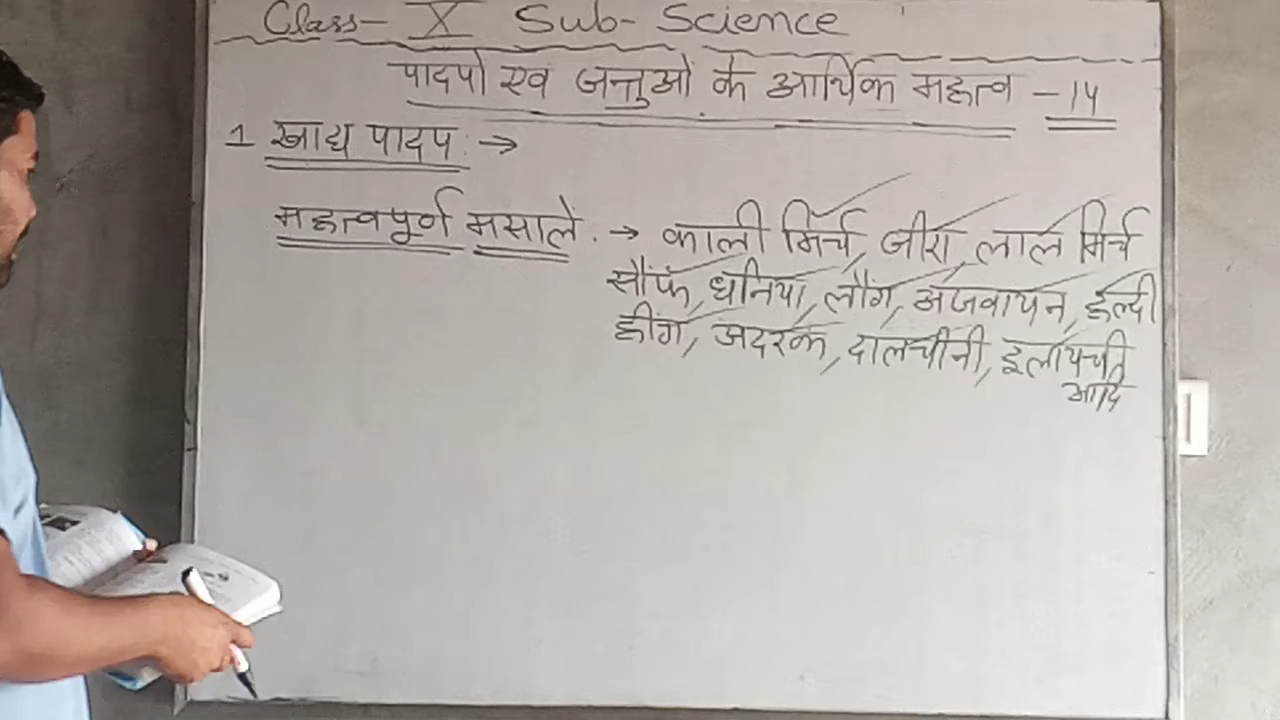 Class- X Sub- Science
पादपो एवं जन्तुओ के आर्थिक महत्व - 14
1 खाद्य पादप :→
महत्वपूर्ण मसाले. → काली मिर्च, जीरा, लाल मिर्च
सौफ, धनिया, लौंग, अजवायन, हल्दी
हींग, अदरक, दालचीनी, इलायची
आदि